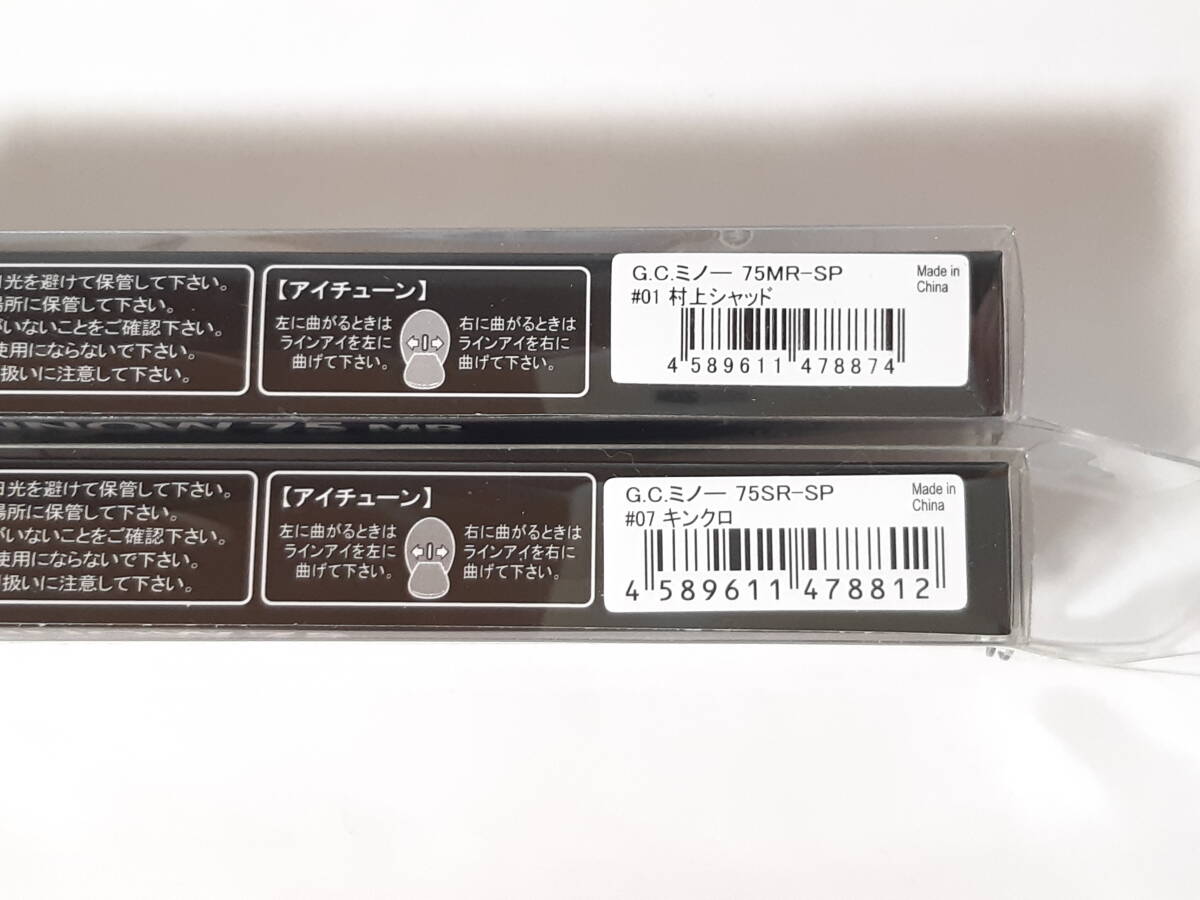 日光を避けて保管して下さい。
場所に保管して下さい。
がいないことをご確認下さい。
使用にならないで下さい。
扱いに注意して下さい。
【アイチューン】
左に曲がるときは
ラインアイを左に
曲げて下さい。
右に曲がるときは
ラインアイを右に
曲げて下さい。
G.C.ミノー 75MR-SP
#01 村上シャッド
Made in
China
4 589611 478874
75 MR
日光を避けて保管して下さい。
場所に保管して下さい。
がいないことをご確認下さい。
使用にならないで下さい。
扱いに注意して下さい。
【アイチューン】
左に曲がるときは
ラインアイを左に
曲げて下さい。
右に曲がるときは
ラインアイを右に
曲げて下さい。
G.C.ミノー 75SR-SP
#07 キンクロ
Made in
China
4 589611 478812